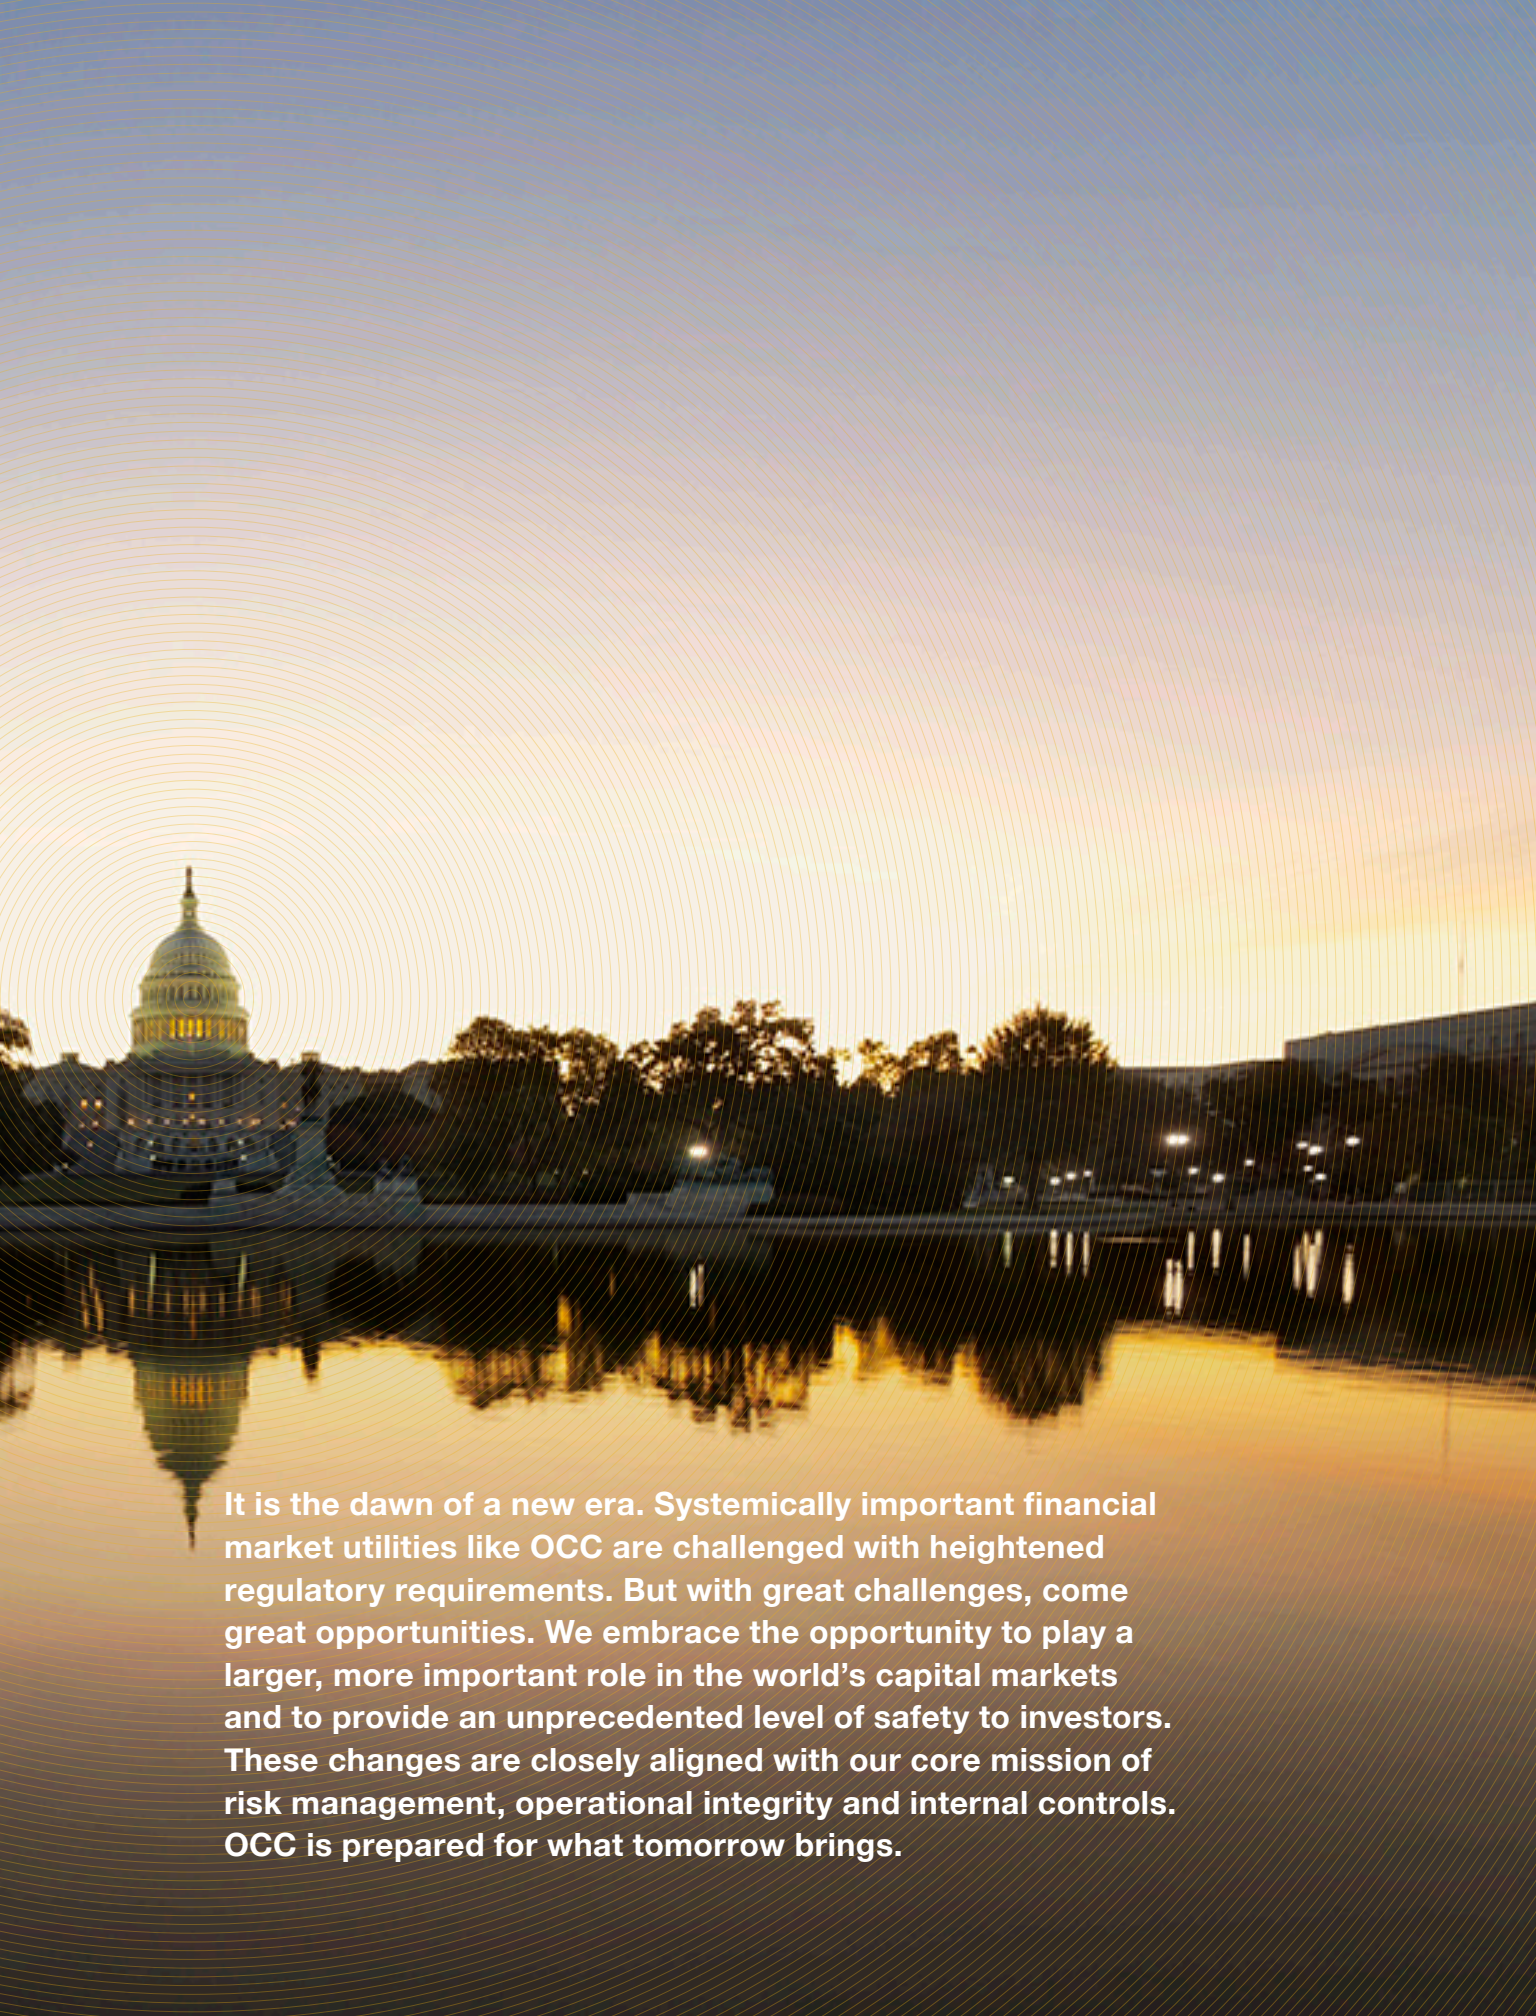 It is the dawn of a new era. Systemically important financial
market utilities like OCC are challenged with heightened
regulatory requirements. But with great challenges, come
great opportunities. We embrace the opportunity to play a
larger, more important role in the world’s capital markets
and to provide an unprecedented level of safety to investors.
These changes are closely aligned with our core mission of
risk management, operational integrity and internal controls.
OCC is prepared for what tomorrow brings.